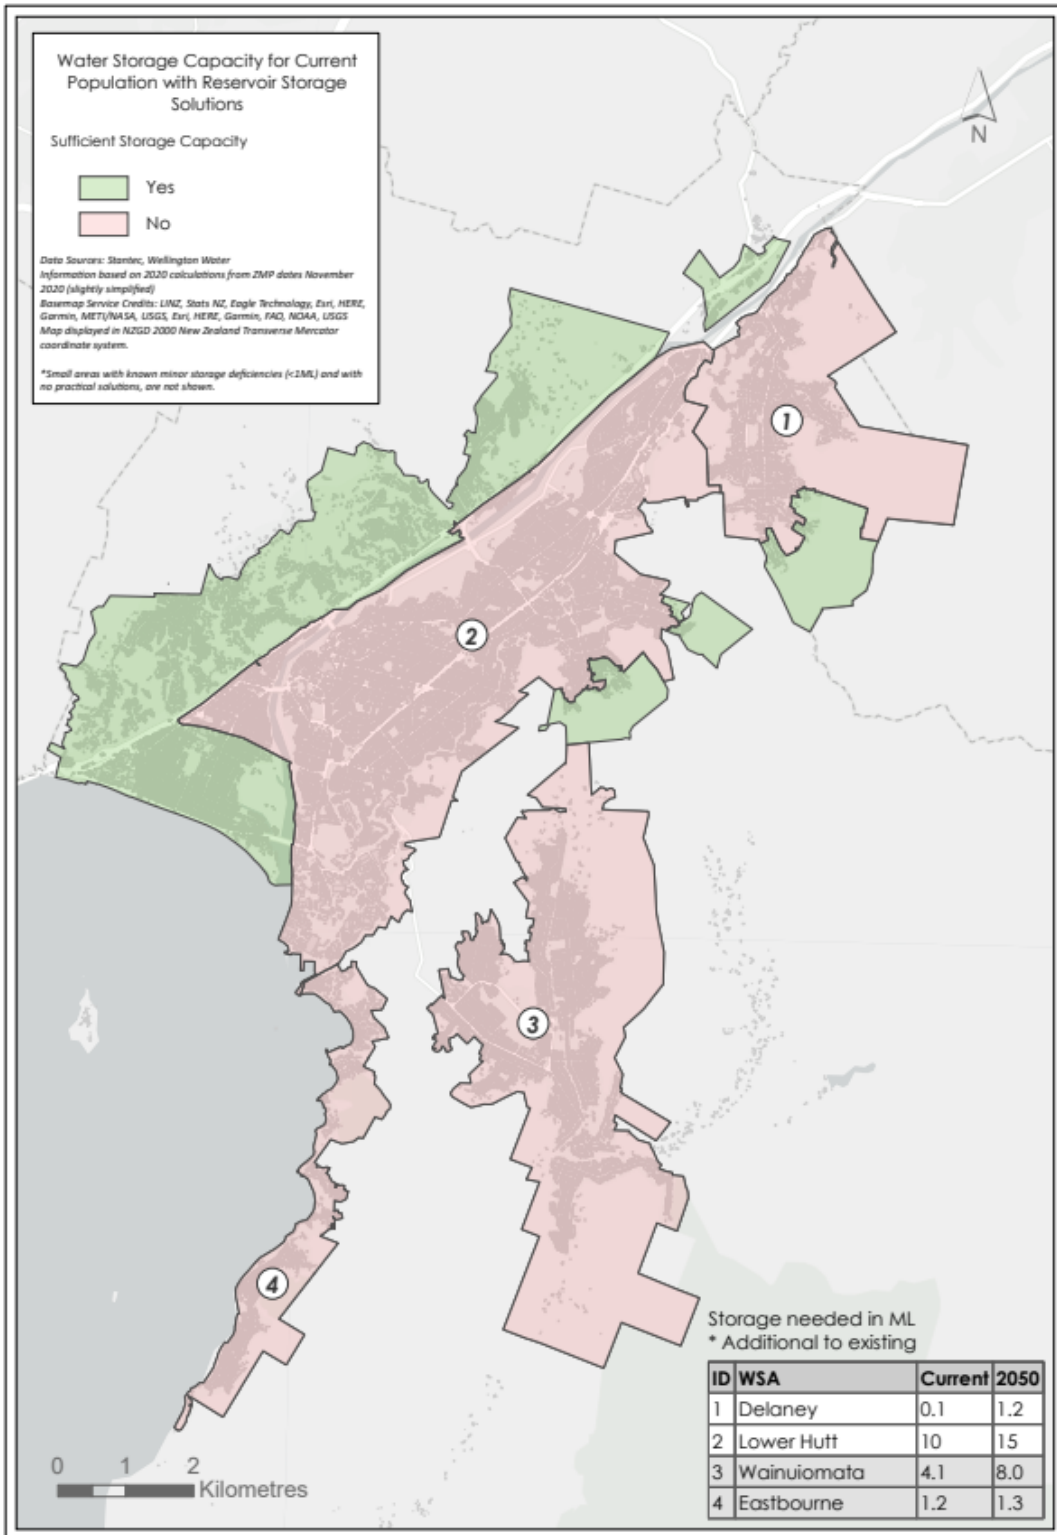 Water Storage Capacity for Current
Population with Reservoir Storage
Solutions
Sufficient Storage Capacity
Yes
No
Data Sources: Stantec, Wellington Water
Information based on 2020 calculations from ZMP dates November
2020 (slightly simplified)
Basemap Service Credits: LINZ, Stats NZ, Eagle Technology, Esri, HERE,
Garmin, METI/NASA, USGS, Esri, HERE, Garmin, FAO, NOAA, USGS
Map displayed in NZGD 2000 New Zealand Transverse Mercator
coordinate system.
*Small areas with known minor storage deficiencies (<1ML) and with
no practical solutions, are not shown.
N
1
2
3
4
Storage needed in ML
* Additional to existing
ID WSA Current 2050
1 Delaney 0.1 1.2
2 Lower Hutt 10 15
3 Wainuiomata 4.1 8.0
4 Eastbourne 1.2 1.3
0 1 2
Kilometres